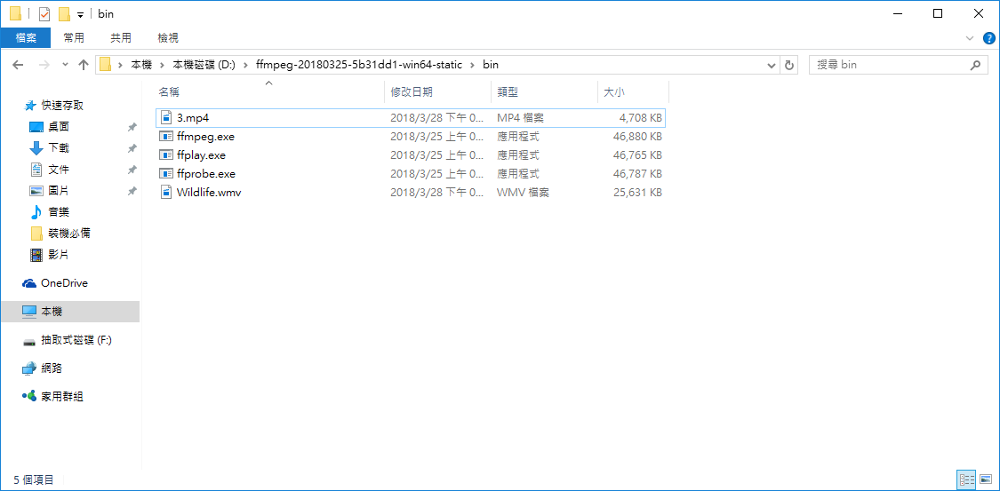 bin
檔案 常用 共用 檢視
本機 本機磁碟 (D:) ffmpeg-20180325-5b31dd1-win64-static bin 搜尋 bin
名稱 修改日期 類型 大小
3.mp4 2018/3/28 下午 0... MP4 檔案 4,708 KB
ffmpeg.exe 2018/3/25 上午 0... 應用程式 46,880 KB
ffplay.exe 2018/3/25 上午 0... 應用程式 46,765 KB
ffprobe.exe 2018/3/25 上午 0... 應用程式 46,787 KB
Wildlife.wmv 2018/3/28 下午 0... WMV 檔案 25,631 KB
快速存取
桌面
下載
文件
圖片
音樂
裝機必備
影片
OneDrive
本機
抽取式磁碟 (F:)
網路
家用群組
5 個項目